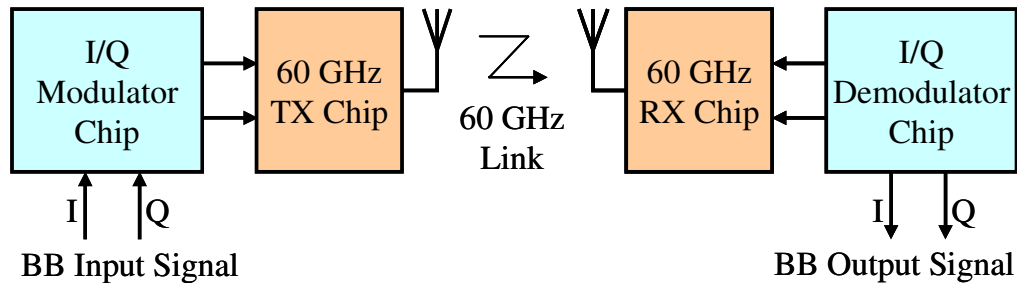 I/Q
Modulator
Chip
60 GHz
TX Chip
60 GHz
Link
60 GHz
RX Chip
I/Q
Demodulator
Chip
I
Q
BB Input Signal
I
Q
BB Output Signal